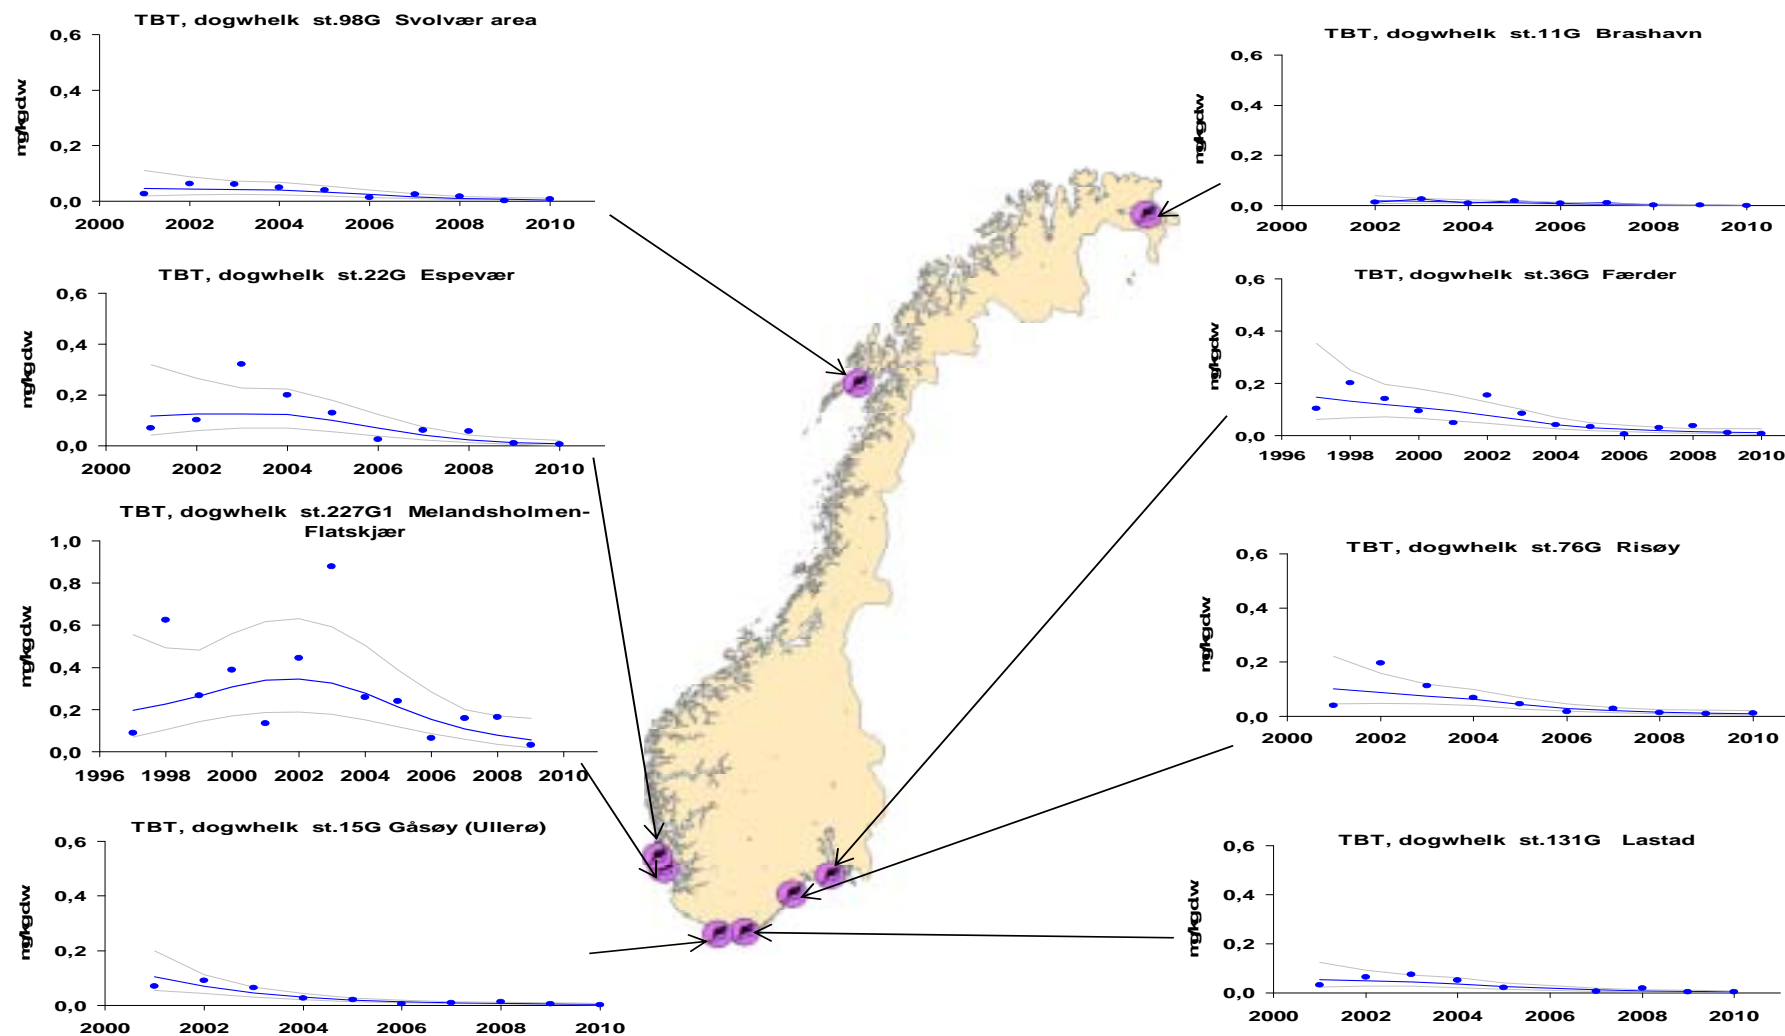 TBT, dogwhelk st.98G Svolvær area
0,6
0,4
0,2
0,0
mg/kg d.w.
2000 2002 2004 2006 2008 2010
TBT, dogwhelk st.22G Espevær
0,6
0,4
0,2
0,0
mg/kg d.w.
2000 2002 2004 2006 2008 2010
TBT, dogwhelk st.227G1 Melandsholmen-
Flatskjær
1,0
0,8
0,6
0,4
0,2
0,0
mg/kg d.w.
1996 1998 2000 2002 2004 2006 2008 2010
TBT, dogwhelk st.15G Gåsøy (Ullerø)
0,6
0,4
0,2
0,0
mg/kg d.w.
2000 2002 2004 2006 2008 2010
TBT, dogwhelk st.11G Brashavn
0,6
0,4
0,2
0,0
mg/kg d.w.
2000 2002 2004 2006 2008 2010
TBT, dogwhelk st.36G Færder
0,6
0,4
0,2
0,0
mg/kg d.w.
1996 1998 2000 2002 2004 2006 2008 2010
TBT, dogwhelk st.76G Risøy
0,6
0,4
0,2
0,0
mg/kg d.w.
2000 2002 2004 2006 2008 2010
TBT, dogwhelk st.131G Lastad
0,6
0,4
0,2
0,0
mg/kg d.w.
2000 2002 2004 2006 2008 2010